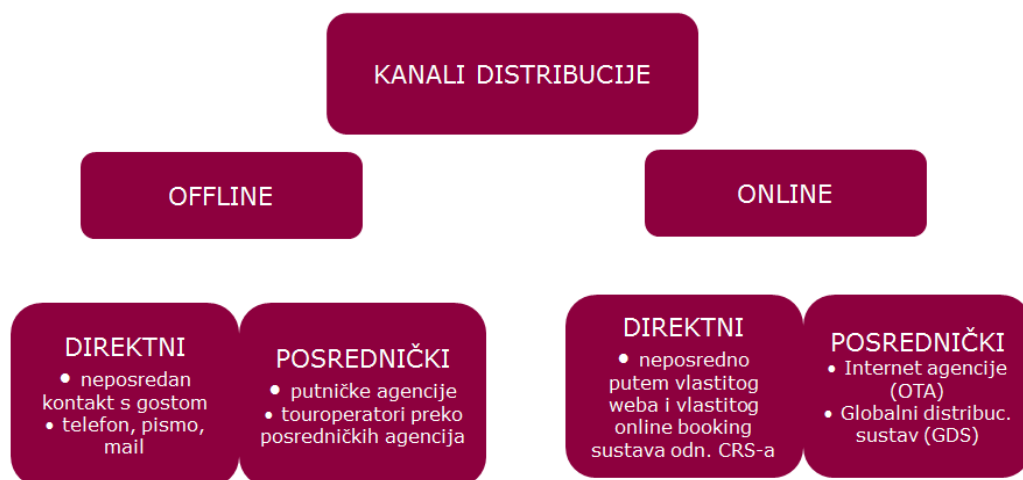 KANALI DISTRIBUCIJE
OFFLINE
ONLINE
DIREKTNI
• neposredan
kontakt s gostom
• telefon, pismo,
mail
POSREDNIČKI
• putničke agencije
• touroperatori preko
posredničkih agencija
DIREKTNI
• neposredno
putem vlastitog
weba i vlastitog
online booking
sustava odn. CRS-a
POSREDNIČKI
• Internet agencije
(OTA)
• Globalni distribuc.
sustav (GDS)